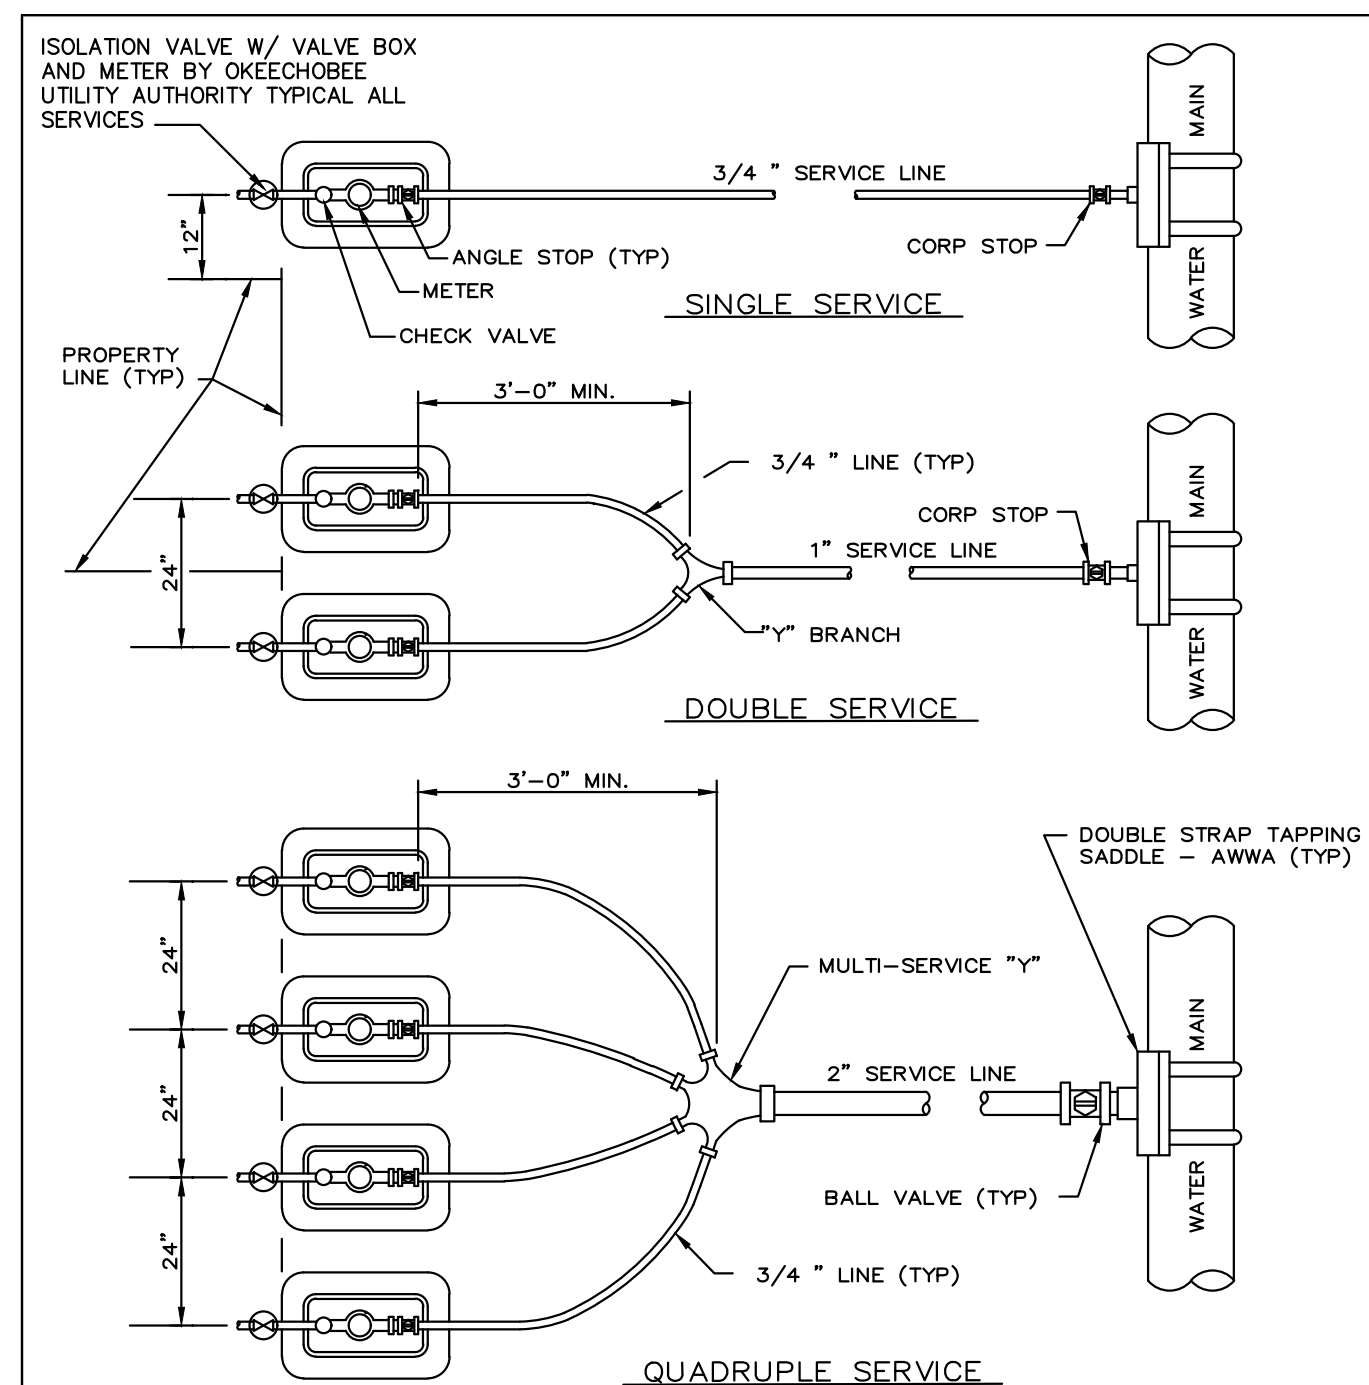 ISOLATION VALVE W/ VALVE BOX
AND METER BY OKEECHOBEE
UTILITY AUTHORITY TYPICAL ALL
SERVICES
3/4 " SERVICE LINE
MAIN
WATER
12"
ANGLE STOP (TYP)
CORP STOP
METER
CHECK VALVE
SINGLE SERVICE
PROPERTY
LINE (TYP)
3'-0" MIN.
3/4 " LINE (TYP)
CORP STOP
1" SERVICE LINE
MAIN
WATER
24"
"Y" BRANCH
DOUBLE SERVICE
3'-0" MIN.
DOUBLE STRAP TAPPING
SADDLE - AWWA (TYP)
24"
MULTI-SERVICE "Y"
MAIN
2" SERVICE LINE
24"
BALL VALVE (TYP)
WATER
24"
3/4 " LINE (TYP)
QUADRUPLE SERVICE